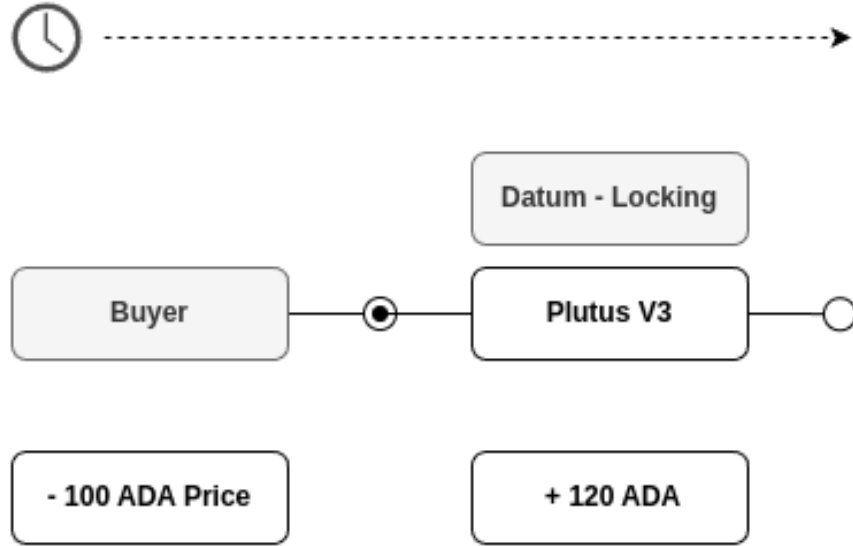 Datum - Locking
Buyer
Plutus V3
- 100 ADA Price
+ 120 ADA